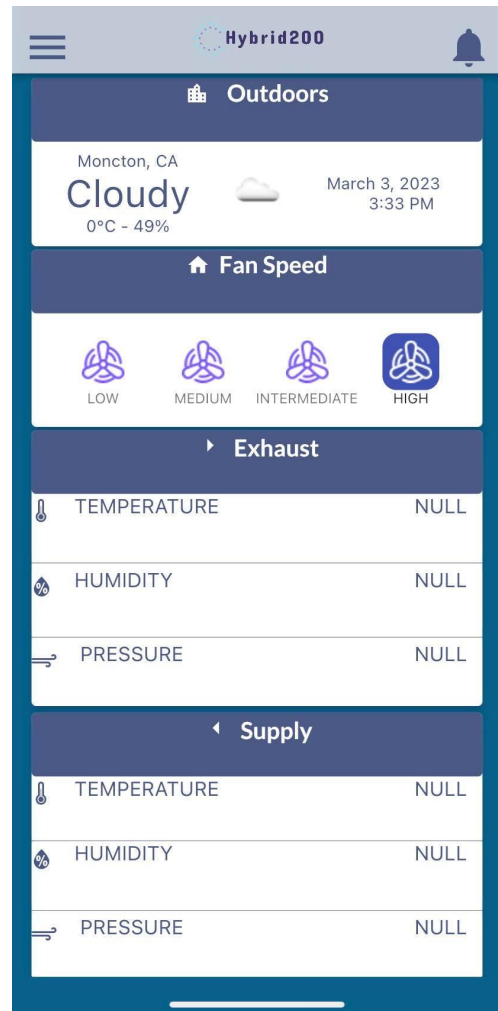 Hybrid200
Outdoors
Moncton, CA
Cloudy
0°C - 49%
March 3, 2023
3:33 PM
Fan Speed
LOW MEDIUM INTERMEDIATE HIGH
Exhaust
TEMPERATURE NULL
% HUMIDITY NULL
PRESSURE NULL
Supply
TEMPERATURE NULL
% HUMIDITY NULL
PRESSURE NULL